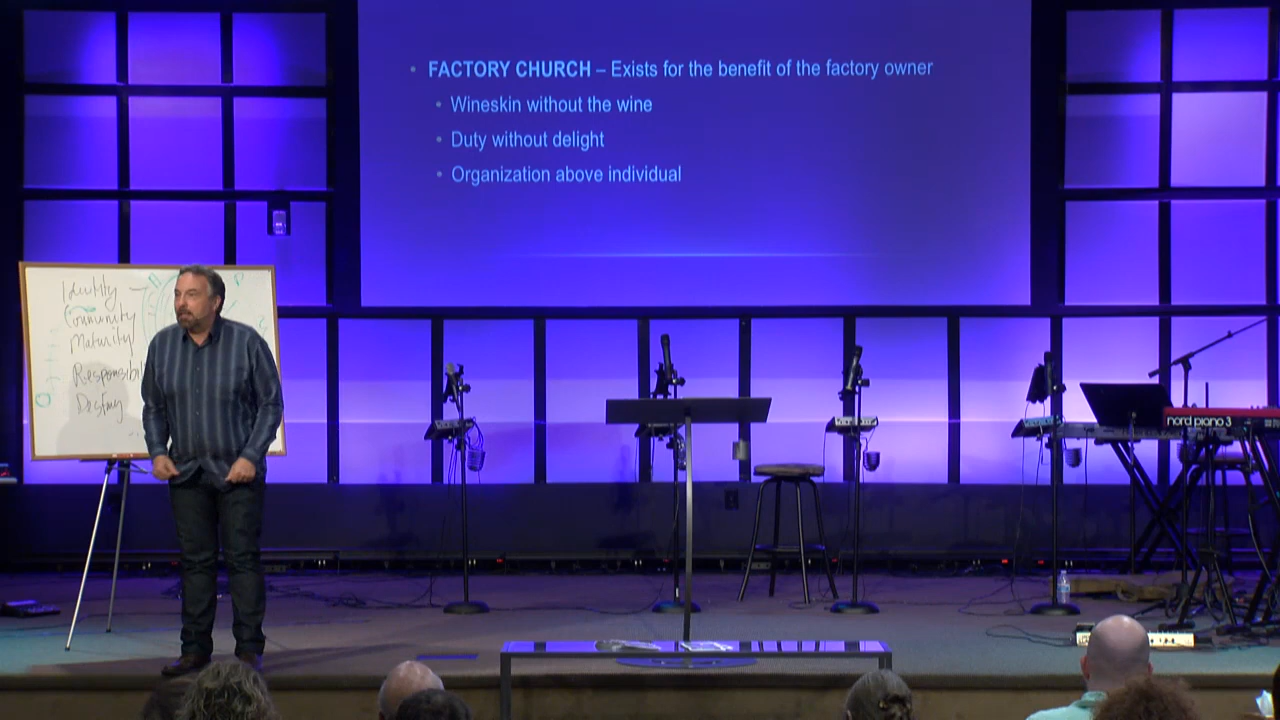 • FACTORY CHURCH – Exists for the benefit of the factory owner
• Wineskin without the wine
• Duty without delight
• Organization above individual
Identity
Community
Maturity
Responsibil
Destiny
nord piano 3